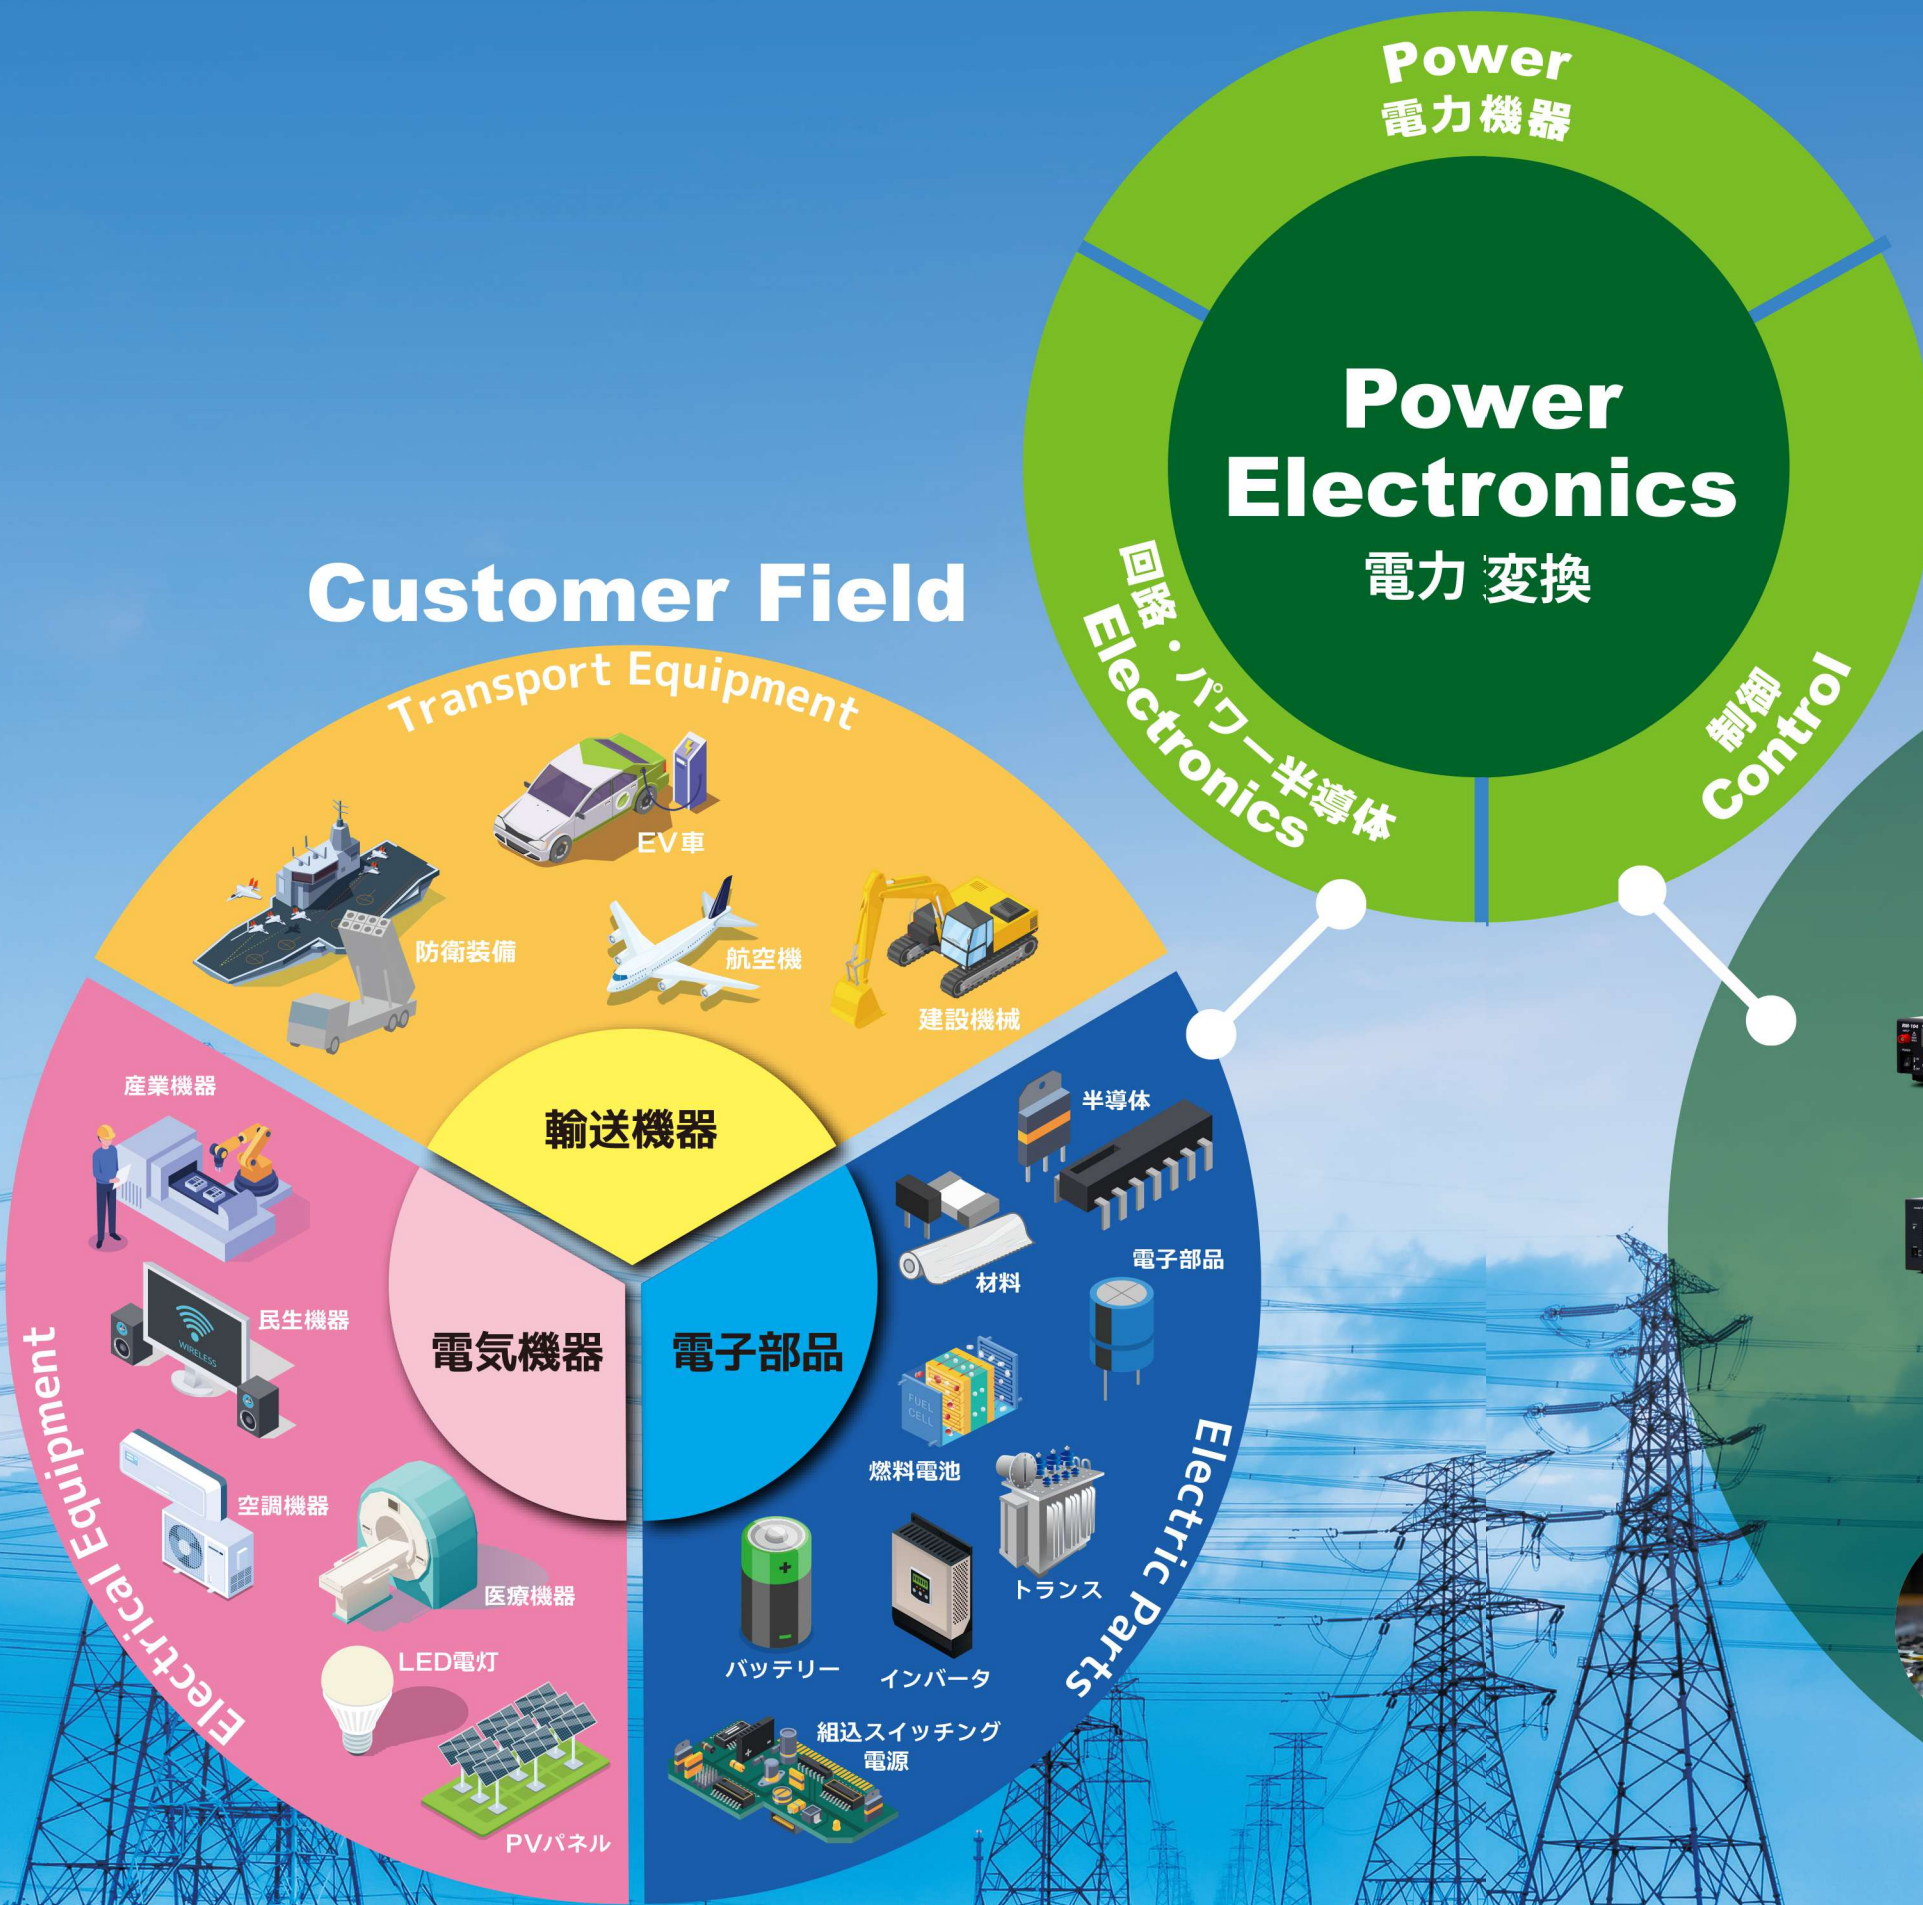 Power
電力機器
Power
Electronics
電力変換
回路・パワー半導体
Electronics
制御
Control
Customer Field
Transport Equipment
EV車
防衛装備
航空機
建設機械
輸送機器
産業機器
民生機器
WIRELESS
空調機器
医療機器
LED電灯
PVパネル
電気機器
Electrical Equipment
電子部品
半導体
材料
電子部品
FUEL
CELL
燃料電池
トランス
バッテリー
インバータ
組込スイッチング
電源
Electric Parts